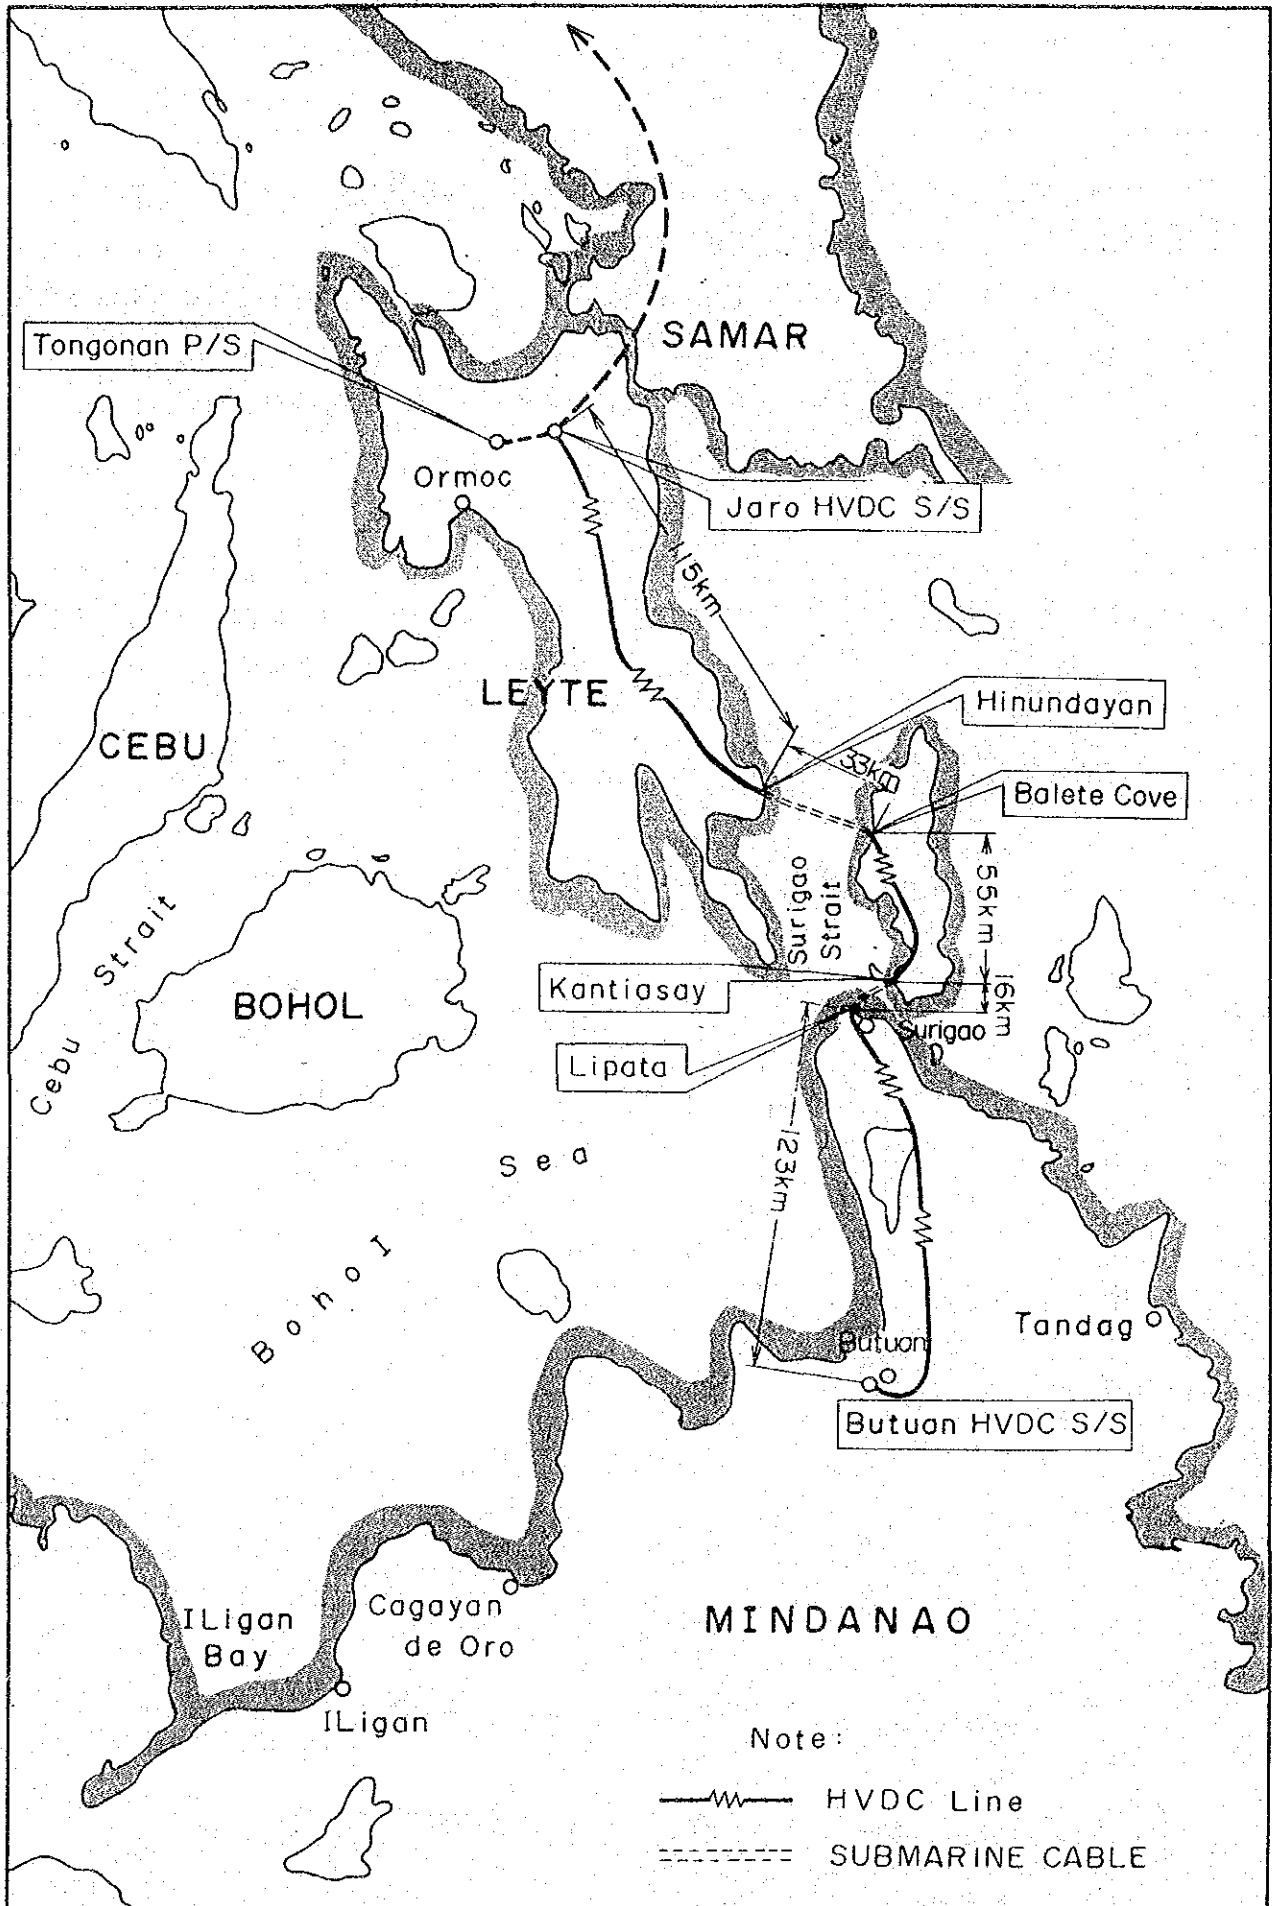 SAMAR
Tongonan P/S
Ormoc
Jaro HVDC S/S
115km
LEYTE
Hinundayan
CEBU
33km
Balete Cove
Surigao
Strait
55km
Cebu Strait
Kantiasay
16km
BOHOL
Surigao
Lipata
123km
Bohol Sea
Tandag
Butuan
Butuan HVDC S/S
ILigan
Bay
Cagayan
de Oro
MINDANAO
ILigan
Note:
HVDC Line
SUBMARINE CABLE